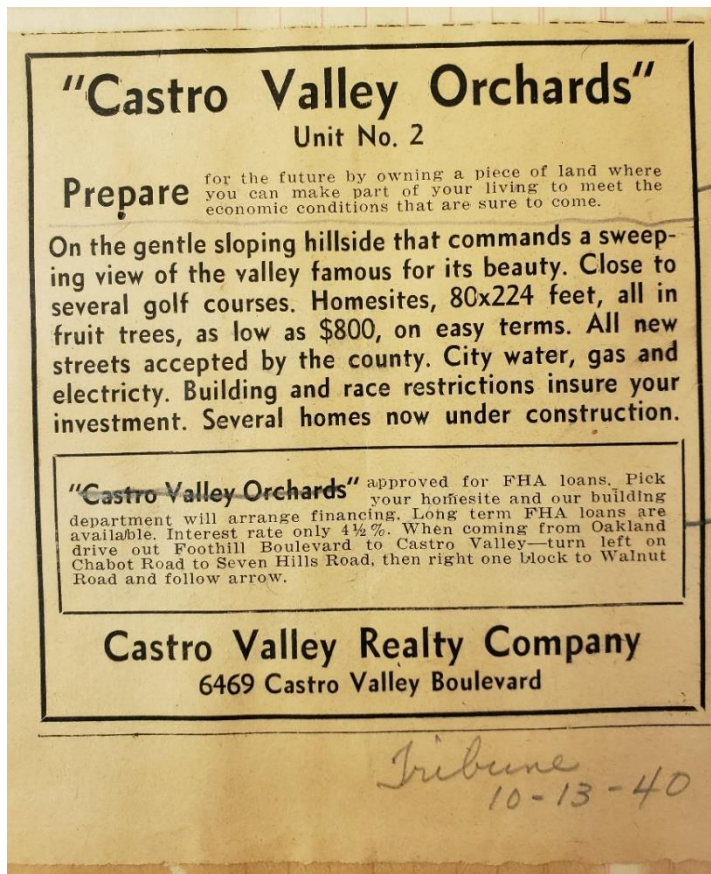 "Castro Valley Orchards"
Unit No. 2
Prepare for the future by owning a piece of land where
you can make part of your living to meet the
economic conditions that are sure to come.
On the gentle sloping hillside that commands a sweep-
ing view of the valley famous for its beauty. Close to
several golf courses. Homesites, 80x224 feet, all in
fruit trees, as low as $800, on easy terms. All new
streets accepted by the county. City water, gas and
electricty. Building and race restrictions insure your
investment. Several homes now under construction.
"Castro Valley Orchards" approved for FHA loans. Pick
your homesite and our building
department will arrange financing. Long term FHA loans are
available. Interest rate only 4½%. When coming from Oakland
drive out Foothill Boulevard to Castro Valley—turn left on
Chabot Road to Seven Hills Road, then right one block to Walnut
Road and follow arrow.
Castro Valley Realty Company
6469 Castro Valley Boulevard
Tribune
10-13-40